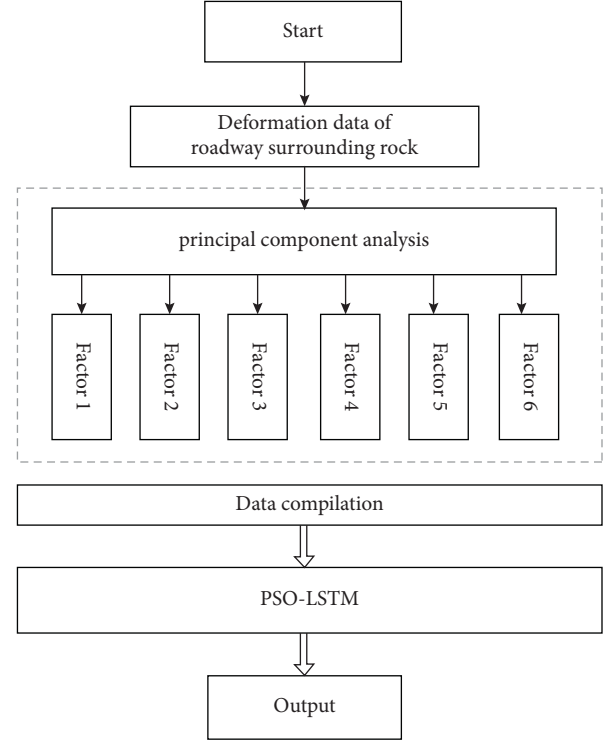 Start
Deformation data of
roadway surrounding rock
principal component analysis
Factor 1
Factor 2
Factor 3
Factor 4
Factor 5
Factor 6
Data compilation
PSO-LSTM
Output